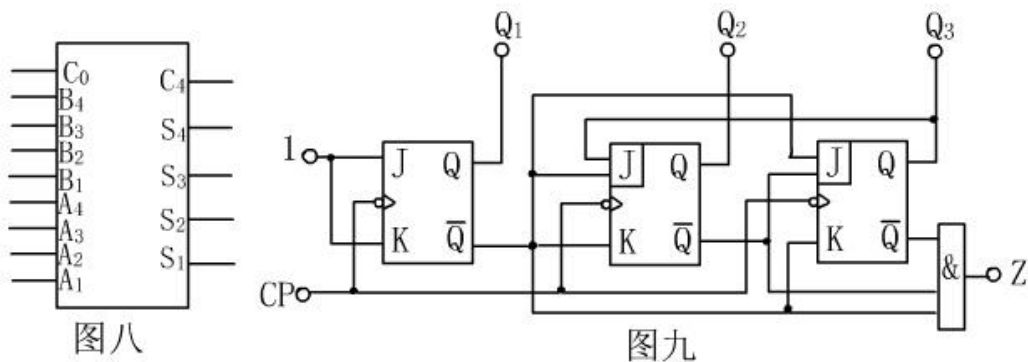 C₀
B₄
B₃
B₂
B₁
A₄
A₃
A₂
A₁
C₄
S₄
S₃
S₂
S₁
图八
Q₁
Q₂
Q₃
1
J Q
K Q̅
J Q
K Q̅
J Q
K Q̅
CP
&
Z
图九